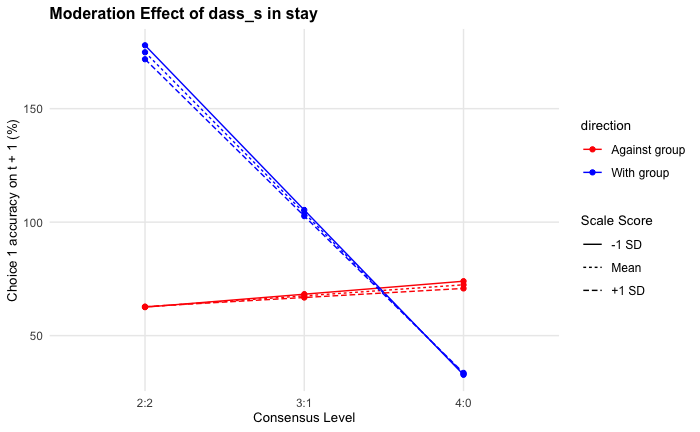 Moderation Effect of dass_s in stay
Choice 1 accuracy on t + 1 (%)
150
100
50
2:2
3:1
4:0
Consensus Level
direction
Against group
With group
Scale Score
-1 SD
Mean
+1 SD